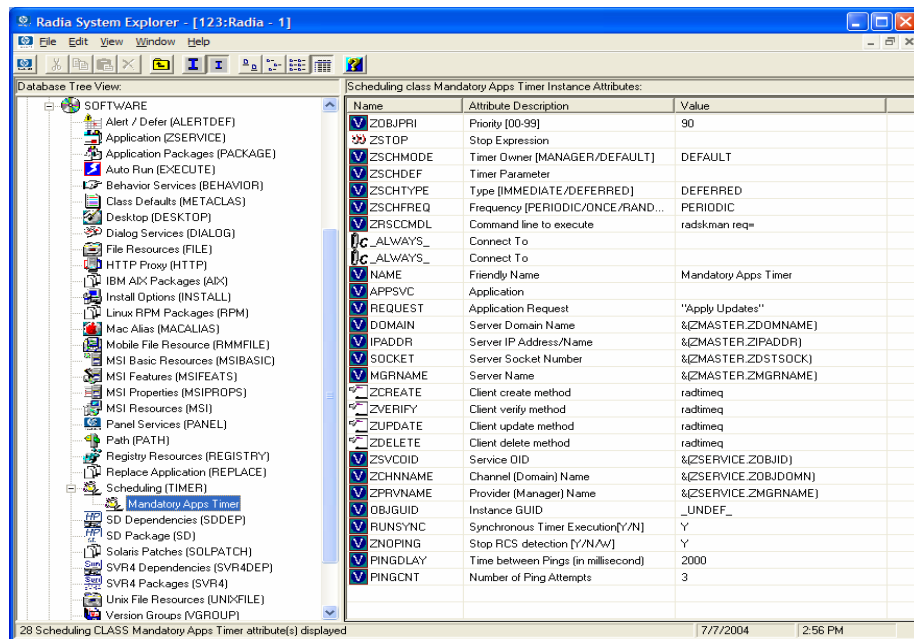 Radia System Explorer - [123:Radia - 1]
File Edit View Window Help
Database Tree View:
SOFTWARE
Alert / Defer (ALERTDEF)
Application (ZSERVICE)
Application Packages (PACKAGE)
Auto Run (EXECUTE)
Behavior Services (BEHAVIOR)
Class Defaults (METACLAS)
Desktop (DESKTOP)
Dialog Services (DIALOG)
File Resources (FILE)
HTTP Proxy (HTTP)
IBM AIX Packages (AIX)
Install Options (INSTALL)
Linux RPM Packages (RPM)
Mac Alias (MACALIAS)
Mobile File Resource (RMMFILE)
MSI Basic Resources (MSIBASIC)
MSI Features (MSIFEATS)
MSI Properties (MSIPROPS)
MSI Resources (MSI)
Panel Services (PANEL)
Path (PATH)
Registry Resources (REGISTRY)
Replace Application (REPLACE)
Scheduling (TIMER)
Mandatory Apps Timer
SD Dependencies (SDDEP)
SD Package (SD)
Solaris Patches (SOLPATCH)
SVR4 Dependencies (SVR4DEP)
SVR4 Packages (SVR4)
Unix File Resources (UNIXFILE)
Version Groups (VGROUP)
Scheduling class Mandatory Apps Timer Instance Attributes:
Name Attribute Description Value
ZOBJPRI Priority [00-99] 90
ZSTOP Stop Expression
ZSCHMODE Timer Owner [MANAGER/DEFAULT] DEFAULT
ZSCHDEF Timer Parameter
ZSCHTYPE Type [IMMEDIATE/DEFERRED] DEFERRED
ZSCHFREQ Frequency [PERIODIC/ONCE/RAND... PERIODIC
ZRSCCMDL Command line to execute radskman req=
_ALWAYS_ Connect To
_ALWAYS_ Connect To
NAME Friendly Name Mandatory Apps Timer
APPSVC Application
REQUEST Application Request "Apply Updates"
DOMAIN Server Domain Name &(ZMASTER.ZDOMNAME)
IPADDR Server IP Address/Name &(ZMASTER.ZIPADDR)
SOCKET Server Socket Number &(ZMASTER.ZDSTSOCK)
MGRNAME Server Name &(ZMASTER.ZMGRNAME)
ZCREATE Client create method radtimeq
ZVERIFY Client verify method radtimeq
ZUPDATE Client update method radtimeq
ZDELETE Client delete method radtimeq
ZSVCOID Service OID &(ZSERVICE.ZOBJID)
ZCHNNAME Channel (Domain) Name &(ZSERVICE.ZOBJDOMN)
ZPRVNAME Provider (Manager) Name &(ZSERVICE.ZMGRNAME)
OBJGUID Instance GUID _UNDEF_
RUNSYNC Synchronous Timer Execution[Y/N] Y
ZNOPING Stop RCS detection [Y/N/W] Y
PINGDLAY Time between Pings (in millisecond) 2000
PINGCNT Number of Ping Attempts 3
28 Scheduling CLASS Mandatory Apps Timer attribute(s) displayed 7/7/2004 2:56 PM